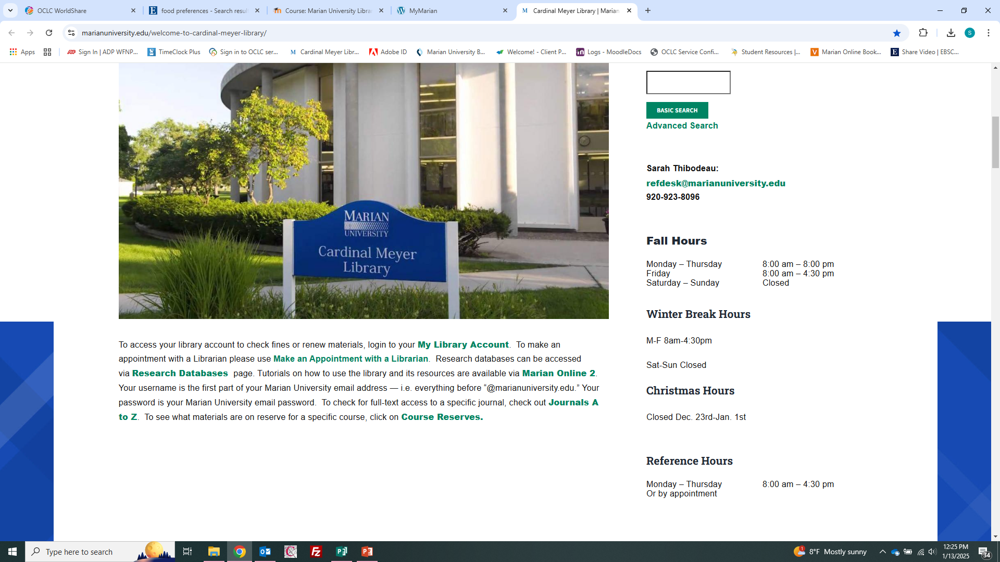 OCLC WorldShare
food preferences - Search resul
Course: Marian University Libra
MyMarian
Cardinal Meyer Library | Marian
marianuniversity.edu/welcome-to-cardinal-meyer-library/
S
Apps
Sign In | ADP WFNP...
TimeClock Plus
Sign in to OCLC ser...
Cardinal Meyer Libr...
Adobe ID
Marian University B...
Welcome! - Client P...
Logs - MoodleDocs
OCLC Service Confi...
Student Resources |...
Marian Online Book...
Share Video | EBSC...
MARIAN
UNIVERSITY
Cardinal Meyer
Library
To access your library account to check fines or renew materials, login to your My Library Account. To make an
appointment with a Librarian please use Make an Appointment with a Librarian. Research databases can be accessed
via Research Databases page. Tutorials on how to use the library and its resources are available via Marian Online 2.
Your username is the first part of your Marian University email address — i.e. everything before “@marianuniversity.edu.” Your
password is your Marian University email password. To check for full-text access to a specific journal, check out Journals A
to Z. To see what materials are on reserve for a specific course, click on Course Reserves.
BASIC SEARCH
Advanced Search
Sarah Thibodeau:
refdesk@marianuniversity.edu
920-923-8096
Fall Hours
Monday – Thursday 8:00 am – 8:00 pm
Friday 8:00 am – 4:30 pm
Saturday – Sunday Closed
Winter Break Hours
M-F 8am-4:30pm
Sat-Sun Closed
Christmas Hours
Closed Dec. 23rd-Jan. 1st
Reference Hours
Monday – Thursday 8:00 am – 4:30 pm
Or by appointment
Type here to search
1
8°F Mostly sunny
12:25 PM
1/13/2025
34